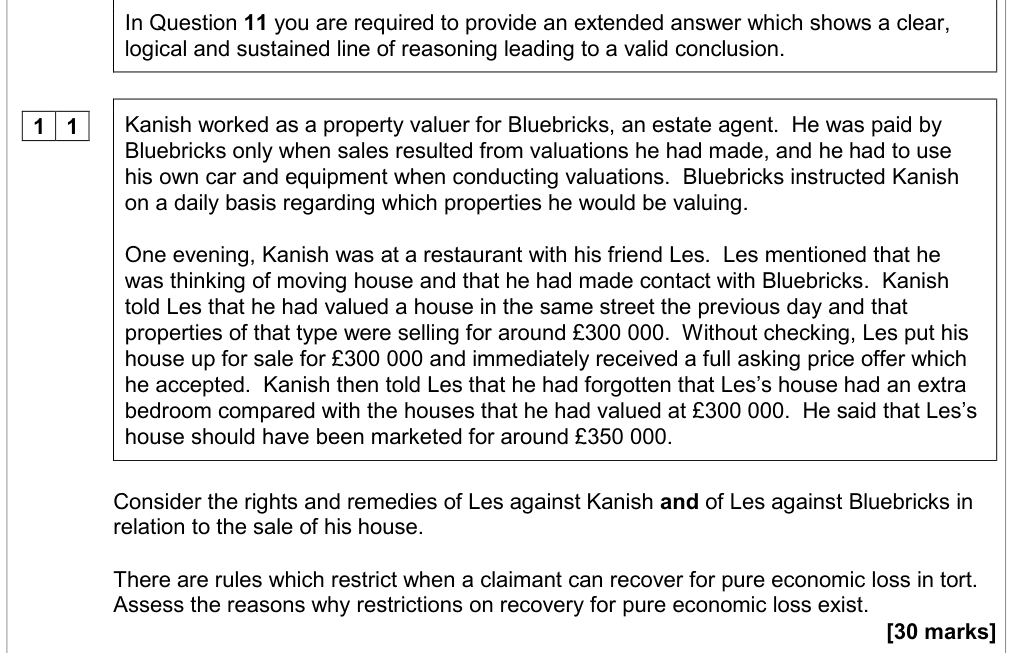 In Question 11 you are required to provide an extended answer which shows a clear,
logical and sustained line of reasoning leading to a valid conclusion.
1 1
Kanish worked as a property valuer for Bluebricks, an estate agent. He was paid by
Bluebricks only when sales resulted from valuations he had made, and he had to use
his own car and equipment when conducting valuations. Bluebricks instructed Kanish
on a daily basis regarding which properties he would be valuing.
One evening, Kanish was at a restaurant with his friend Les. Les mentioned that he
was thinking of moving house and that he had made contact with Bluebricks. Kanish
told Les that he had valued a house in the same street the previous day and that
properties of that type were selling for around £300 000. Without checking, Les put his
house up for sale for £300 000 and immediately received a full asking price offer which
he accepted. Kanish then told Les that he had forgotten that Les's house had an extra
bedroom compared with the houses that he had valued at £300 000. He said that Les's
house should have been marketed for around £350 000.
Consider the rights and remedies of Les against Kanish and of Les against Bluebricks in
relation to the sale of his house.
There are rules which restrict when a claimant can recover for pure economic loss in tort.
Assess the reasons why restrictions on recovery for pure economic loss exist.
[30 marks]